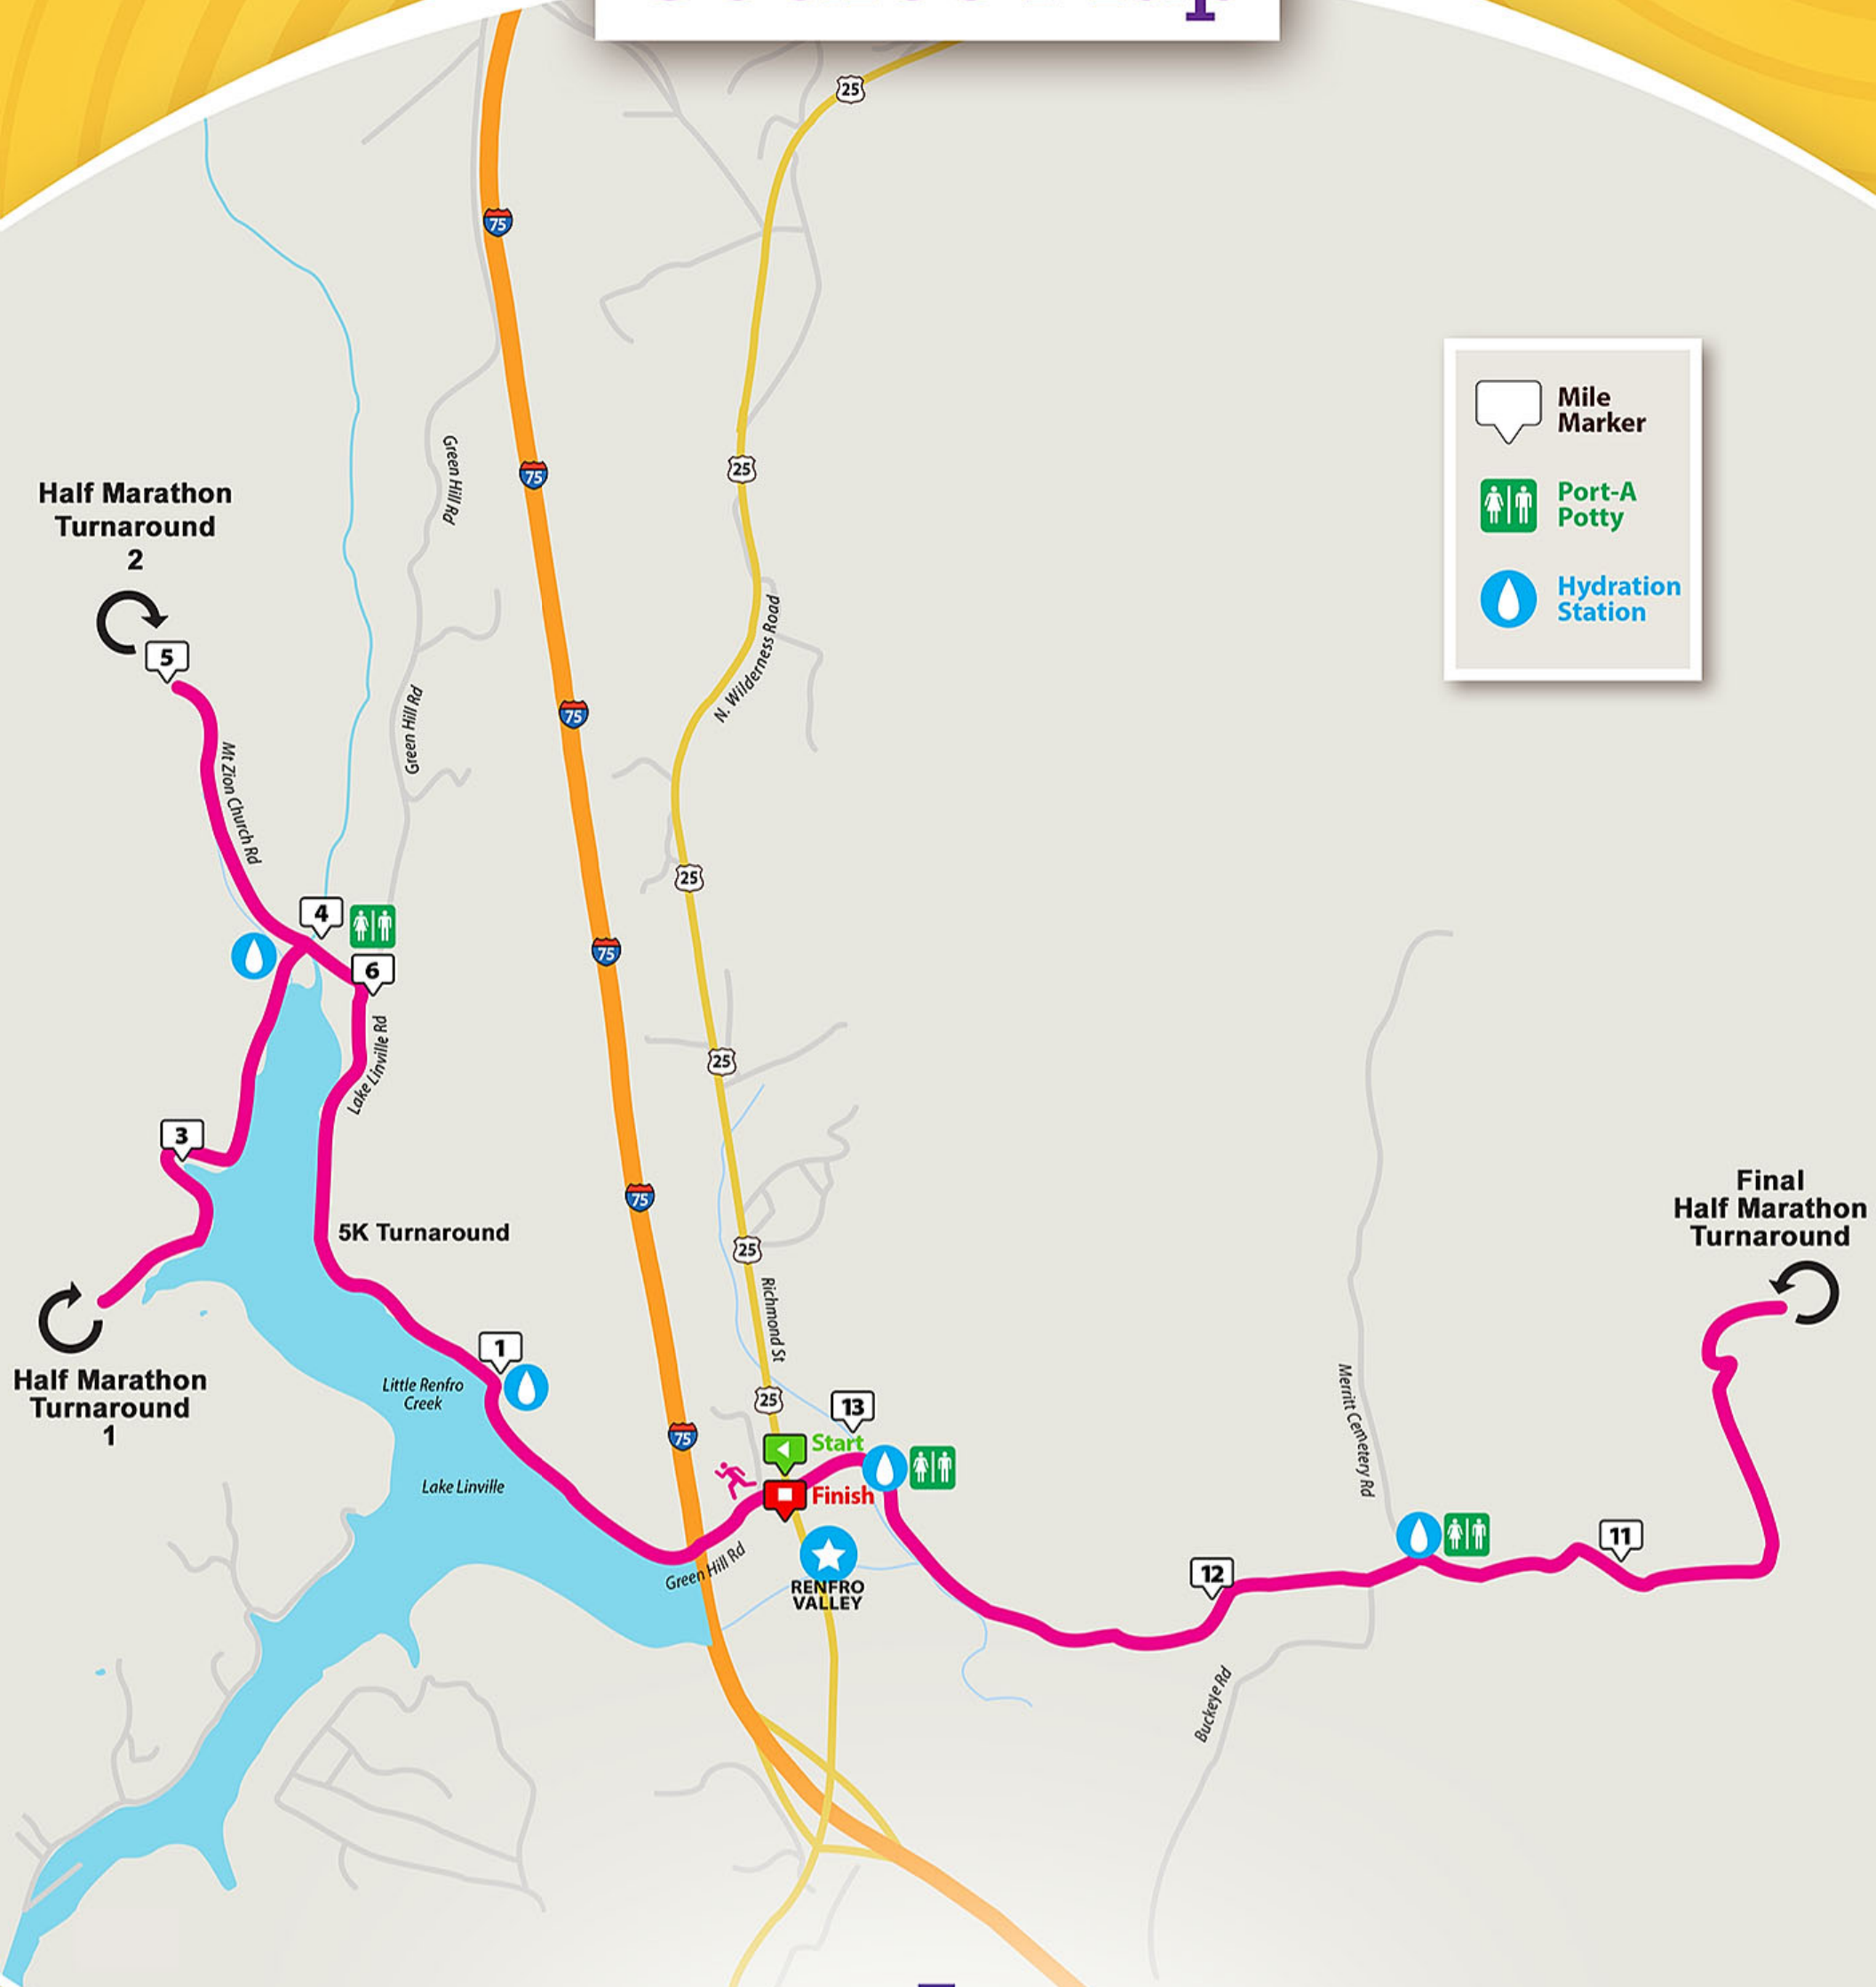 25
75
Mile
Marker
Port-A
Potty
Hydration
Station
Green Hill Rd
75
25
Half Marathon
Turnaround
2
5
N. Wilderness Road
Green Hill Rd
75
Mt Zion Church Rd
25
4
75
6
Lake Linville Rd
25
3
75
5K Turnaround
25
Final
Half Marathon
Turnaround
Richmond St
1
Half Marathon
Turnaround
1
Little Renfro
Creek
25
13
Merritt Cemetery Rd
75
Start
Lake Linville
Finish
Green Hill Rd
RENFRO
VALLEY
11
12
Buckeye Rd